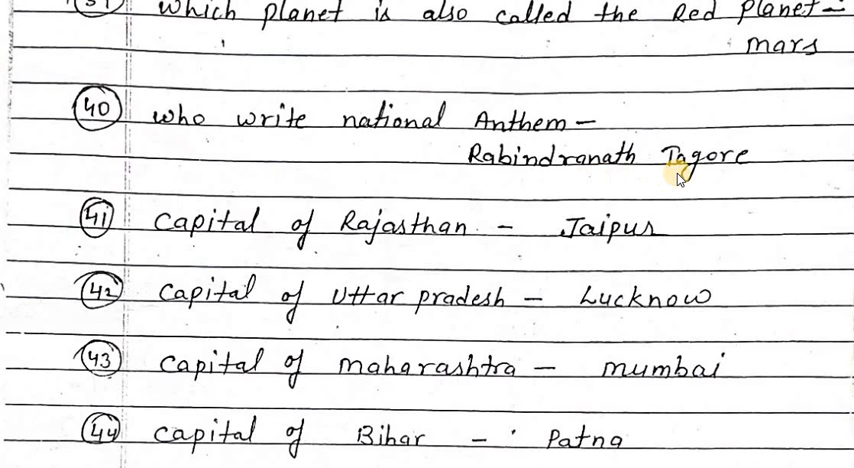 which planet is also called the Red planet -
mars
40 who write national Anthem -
Rabindranath Tagore
41 capital of Rajasthan - Jaipur
42 capital of Uttar pradesh - Lucknow
43 capital of maharashtra - mumbai
44 capital of Bihar - Patna